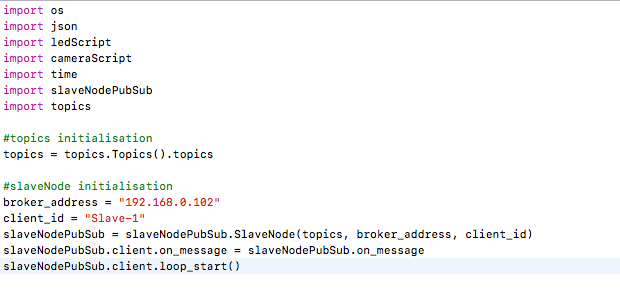 import os
import json
import ledScript
import cameraScript
import time
import slaveNodePubSub
import topics
#topics initialisation
topics = topics.Topics().topics
#slaveNode initialisation
broker_address = "192.168.0.102"
client_id = "Slave-1"
slaveNodePubSub = slaveNodePubSub.SlaveNode(topics, broker_address, client_id)
slaveNodePubSub.client.on_message = slaveNodePubSub.on_message
slaveNodePubSub.client.loop_start()